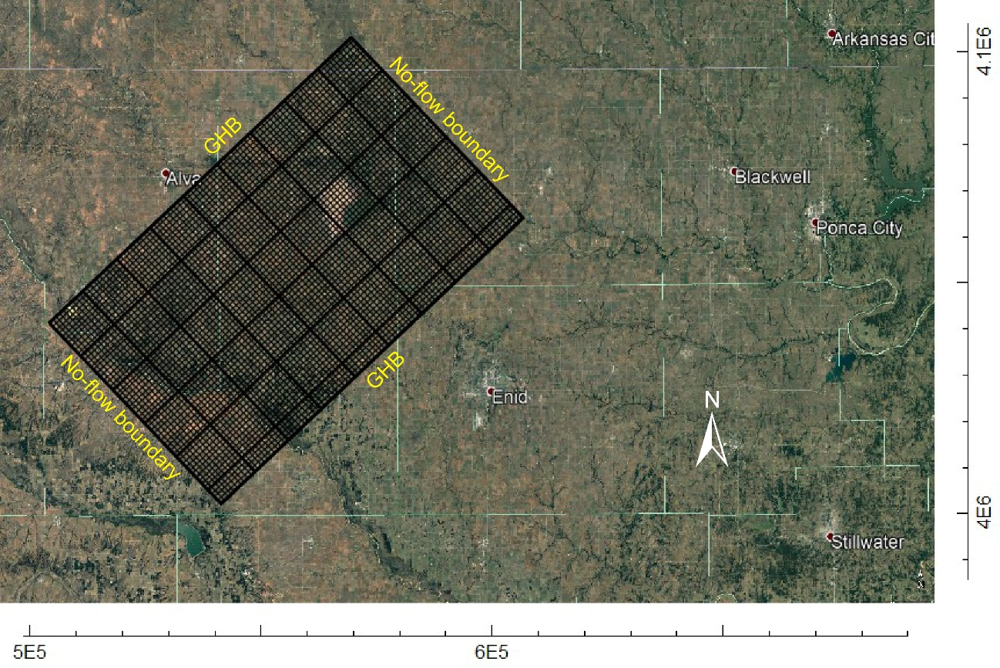 Arkansas Cit
4.1E6
No-flow boundary
GHB
Alva
Blackwell
Ponca City
No-flow boundary
GHB
Enid
N
4E6
Stillwater
5E5
6E5